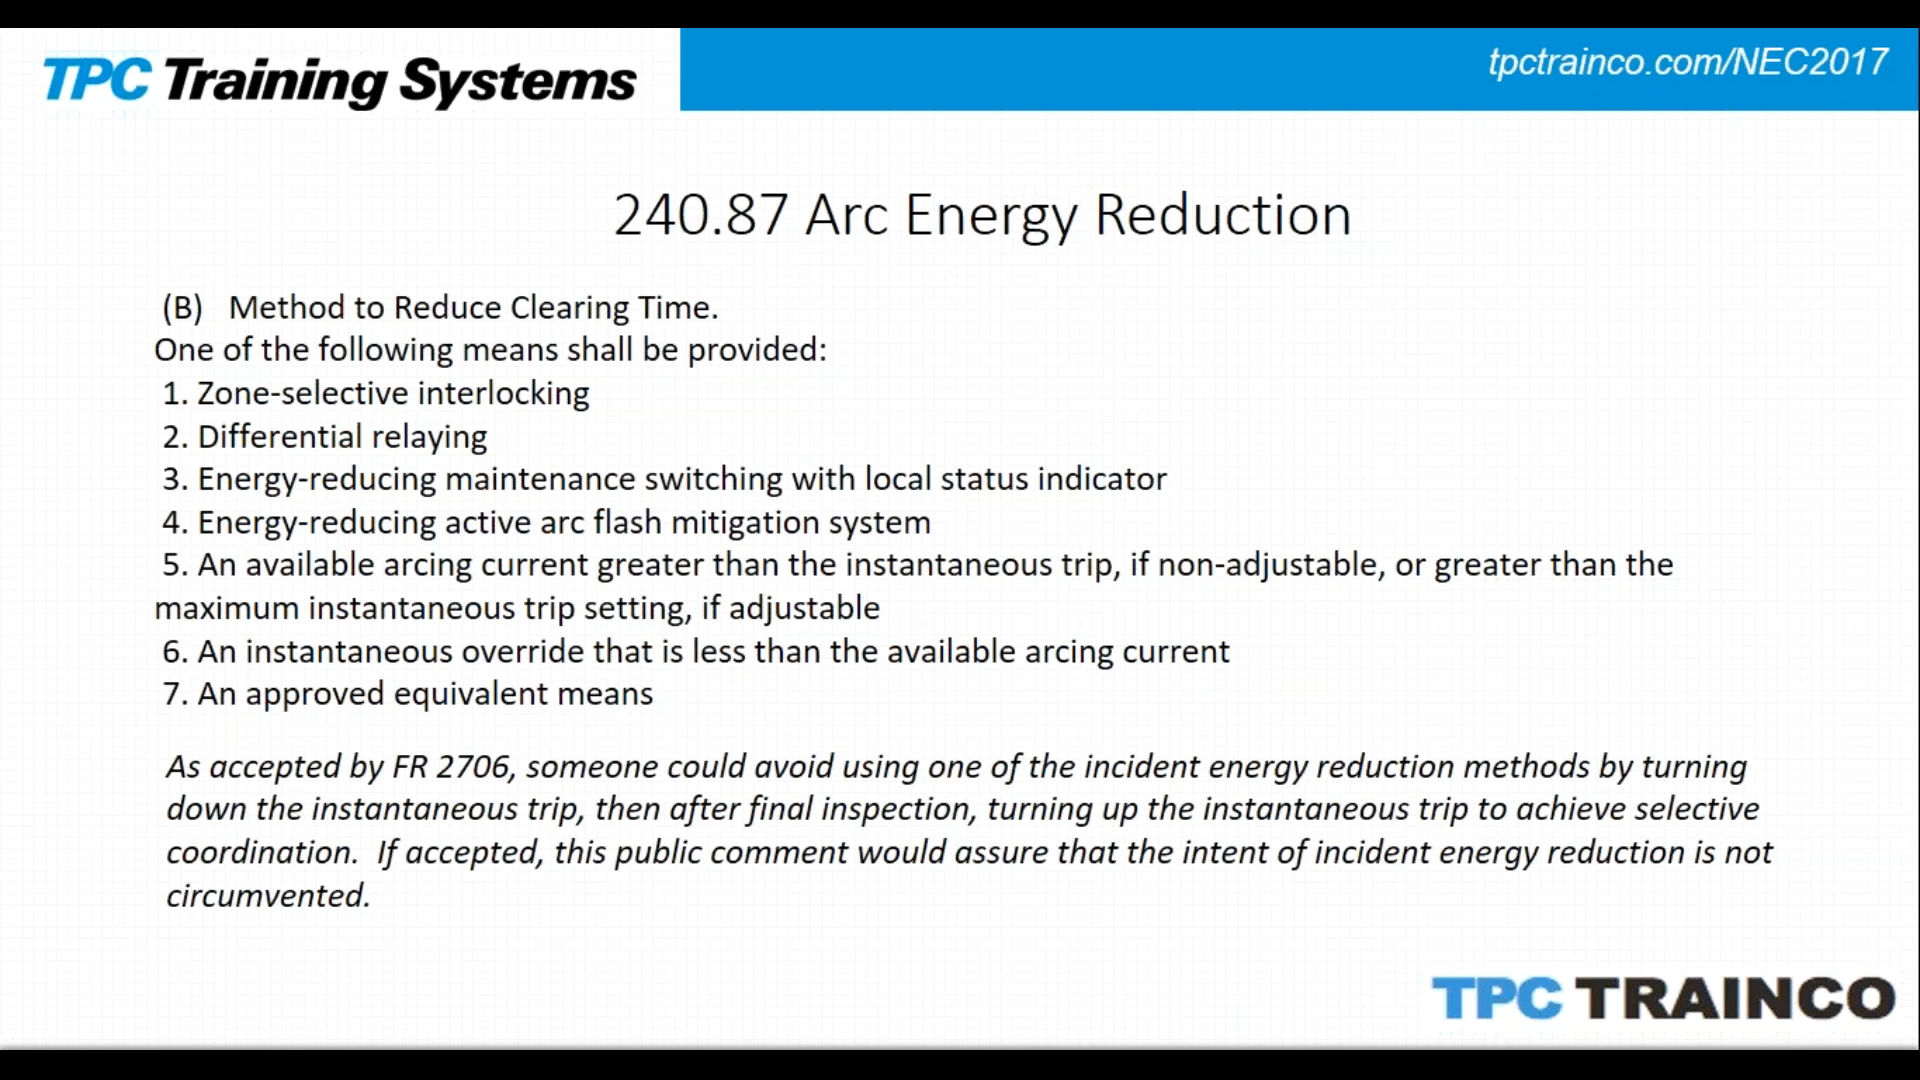 TPC Training Systems
tpctrainco.com/NEC2017
240.87 Arc Energy Reduction
(B) Method to Reduce Clearing Time.
One of the following means shall be provided:
1. Zone-selective interlocking
2. Differential relaying
3. Energy-reducing maintenance switching with local status indicator
4. Energy-reducing active arc flash mitigation system
5. An available arcing current greater than the instantaneous trip, if non-adjustable, or greater than the
maximum instantaneous trip setting, if adjustable
6. An instantaneous override that is less than the available arcing current
7. An approved equivalent means
As accepted by FR 2706, someone could avoid using one of the incident energy reduction methods by turning
down the instantaneous trip, then after final inspection, turning up the instantaneous trip to achieve selective
coordination. If accepted, this public comment would assure that the intent of incident energy reduction is not
circumvented.
TPC TRAINCO